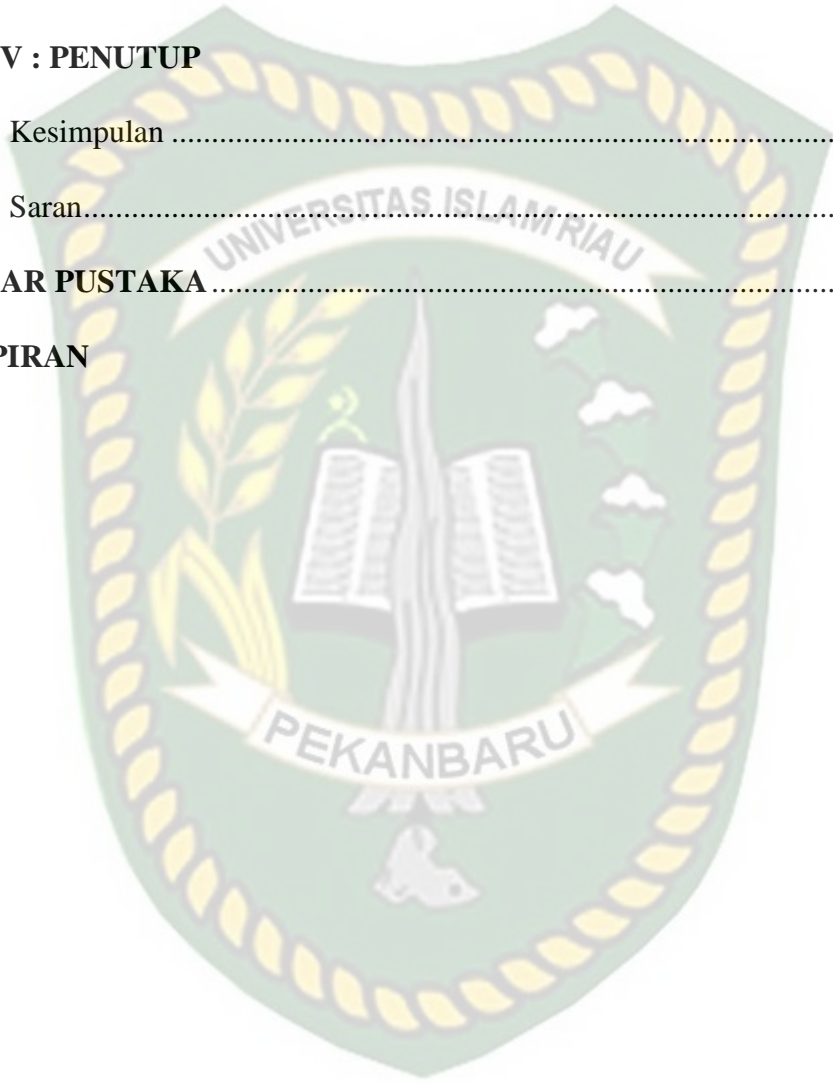 V : PENUTUP
Kesimpulan ....................................................................................
Saran...............................................................................................
AR PUSTAKA...............................................................................
PIRAN
UNIVERSITAS ISLAM RIAU
PEKANBARU